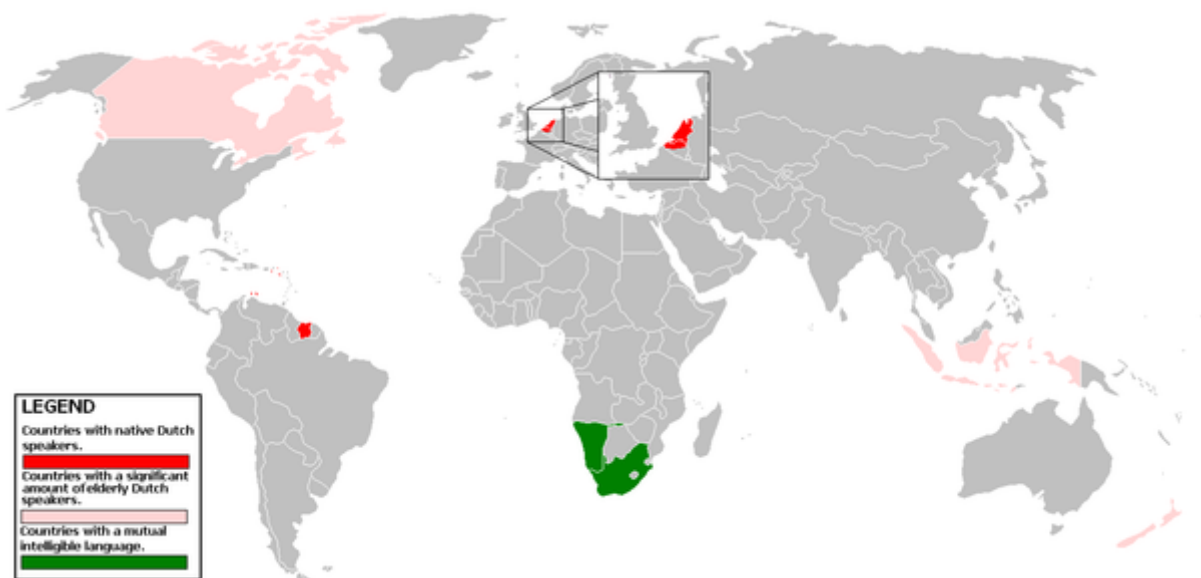 LEGEND
Countries with native Dutch
speakers.
Countries with a significant
amount of elderly Dutch
speakers.
Countries with a mutual
intelligible language.